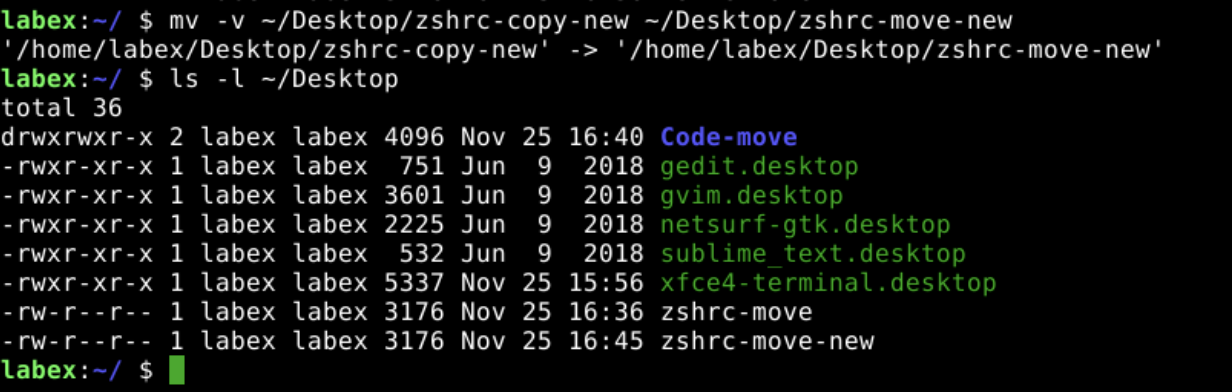 labex:~/ $ mv -v ~/Desktop/zshrc-copy-new ~/Desktop/zshrc-move-new
'/home/labex/Desktop/zshrc-copy-new' -> '/home/labex/Desktop/zshrc-move-new'
labex:~/ $ ls -l ~/Desktop
total 36
drwxrwxr-x 2 labex labex 4096 Nov 25 16:40 Code-move
-rwxr-xr-x 1 labex labex  751 Jun  9  2018 gedit.desktop
-rwxr-xr-x 1 labex labex 3601 Jun  9  2018 gvim.desktop
-rwxr-xr-x 1 labex labex 2225 Jun  9  2018 netsurf-gtk.desktop
-rwxr-xr-x 1 labex labex  532 Jun  9  2018 sublime_text.desktop
-rwxr-xr-x 1 labex labex 5337 Nov 25 15:56 xfce4-terminal.desktop
-rw-r--r-- 1 labex labex 3176 Nov 25 16:36 zshrc-move
-rw-r--r-- 1 labex labex 3176 Nov 25 16:45 zshrc-move-new
labex:~/ $